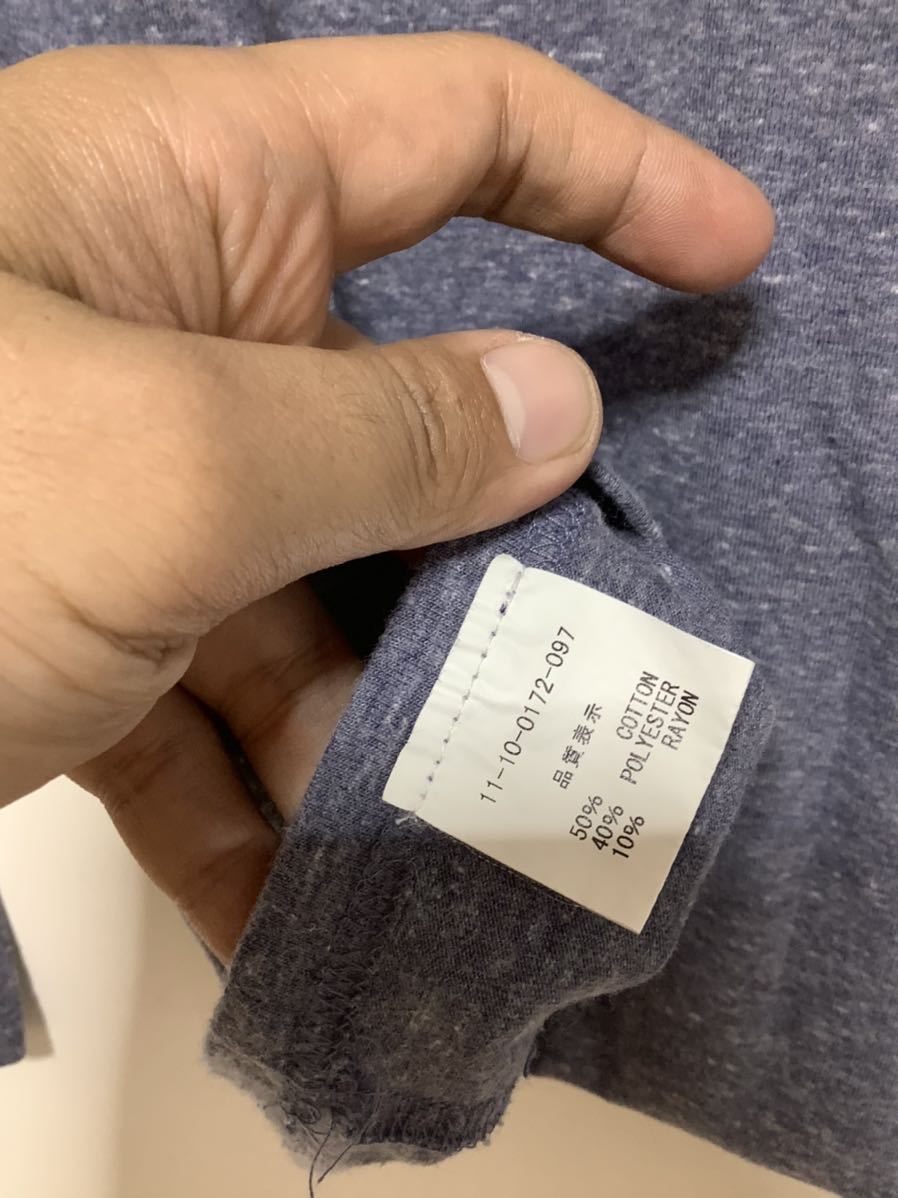 11-10-0172-097
品質表示
50% COTTON
40% POLYESTER
10% RAYON